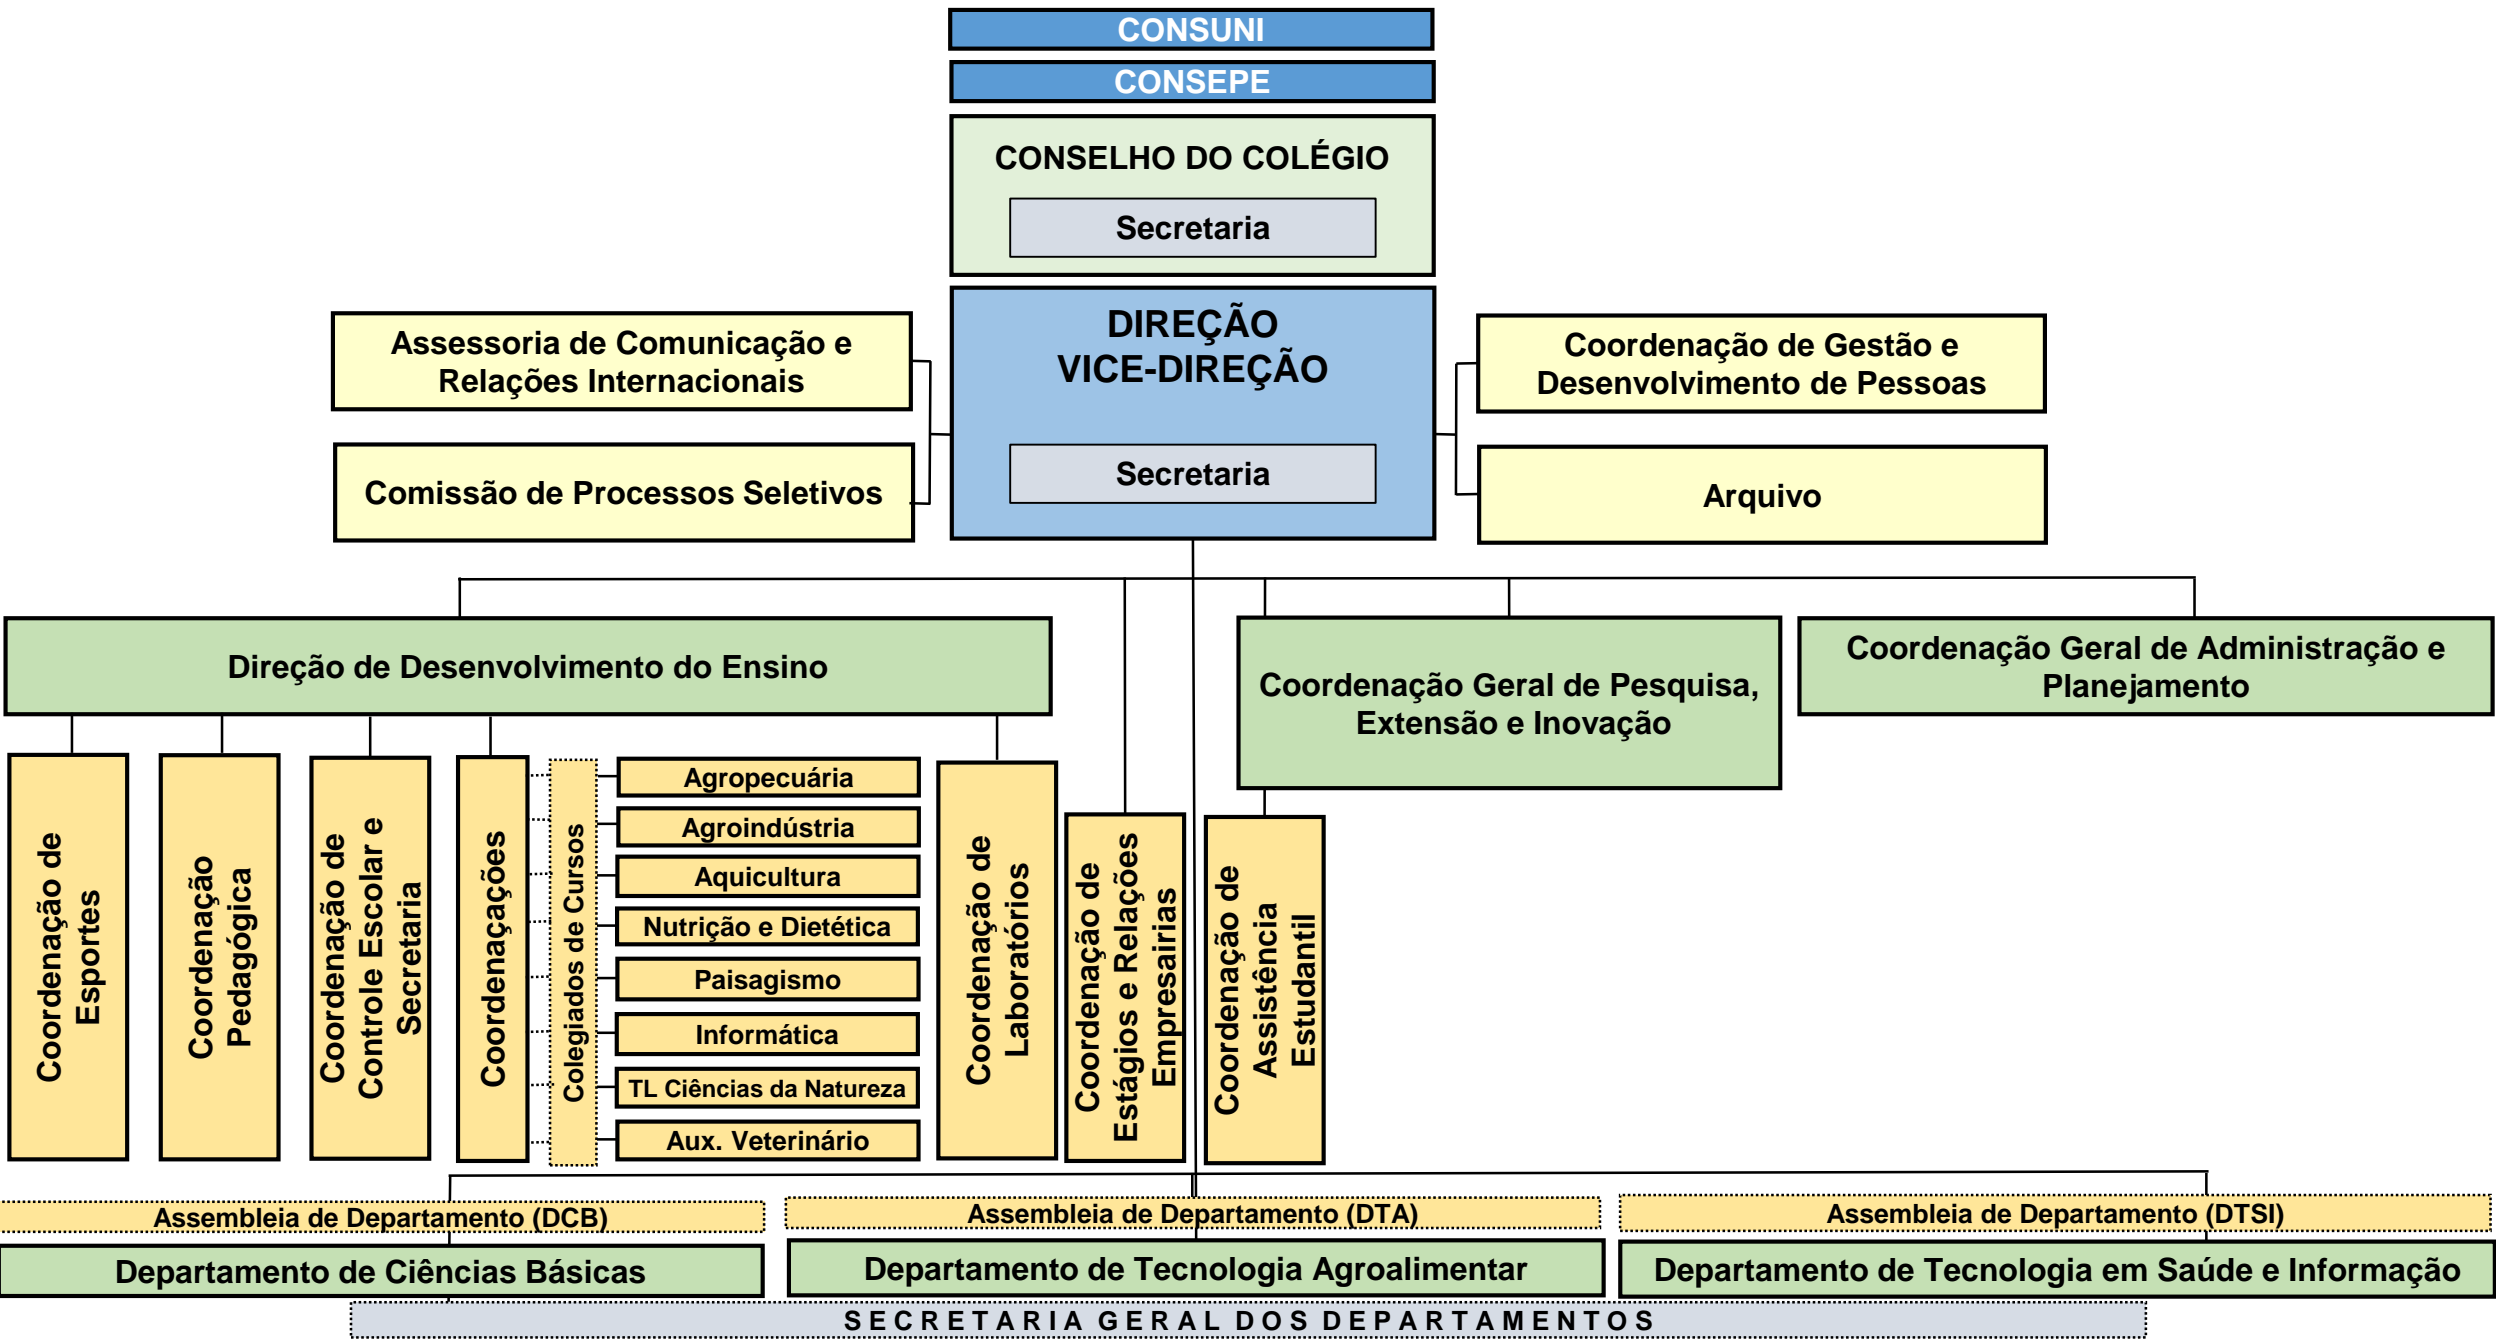 CONSUNI
CONSEPE
CONSELHO DO COLÉGIO
Secretaria
DIREÇÃO
VICE-DIREÇÃO
Secretaria
Assessoria de Comunicação e
Relações Internacionais
Comissão de Processos Seletivos
Coordenação de Gestão e
Desenvolvimento de Pessoas
Arquivo
Direção de Desenvolvimento do Ensino
Coordenação Geral de Pesquisa,
Extensão e Inovação
Coordenação Geral de Administração e
Planejamento
Coordenação de
Esportes
Coordenação
Pedagógica
Coordenação de
Controle Escolar e
Secretaria
Coordenaçações
Colegiados de Cursos
Agropecuária
Agroindústria
Aquicultura
Nutrição e Dietética
Paisagismo
Informática
TL Ciências da Natureza
Aux. Veterinário
Coordenação de
Laboratórios
Coordenação de
Estágios e Relações
Empresairias
Coordenação de
Assistência
Estudantil
Assembleia de Departamento (DCB)
Assembleia de Departamento (DTA)
Assembleia de Departamento (DTSI)
Departamento de Ciências Básicas
Departamento de Tecnologia Agroalimentar
Departamento de Tecnologia em Saúde e Informação
SECRETARIA GERAL DOS DEPARTAMENTOS